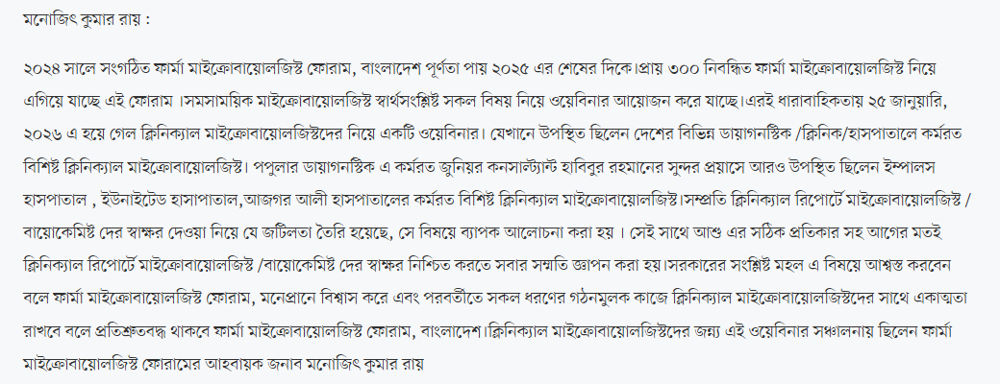 মনোজিৎ কুমার রায় :
২০২৪ সালে সংগঠিত ফার্মা মাইক্রোবায়োলজিস্ট ফোরাম, বাংলাদেশ পূর্ণতা পায় ২০২৫ এর শেষের দিকে।প্রায় ৩০০ নিবন্ধিত ফার্মা মাইক্রোবায়োলজিস্ট নিয়ে
এগিয়ে যাচ্ছে এই ফোরাম ।সমসাময়িক মাইক্রোবায়োলজিস্ট স্বার্থসংশ্লিষ্ট সকল বিষয় নিয়ে ওয়েবিনার আয়োজন করে যাচ্ছে।এরই ধারাবাহিকতায় ২৫ জানুয়ারি,
২০২৬ এ হয়ে গেল ক্লিনিক্যাল মাইক্রোবায়োলজিস্টদের নিয়ে একটি ওয়েবিনার। যেখানে উপস্থিত ছিলেন দেশের বিভিন্ন ডায়াগনস্টিক /ক্লিনিক/হাসপাতালে কর্মরত
বিশিষ্ট ক্লিনিক্যাল মাইক্রোবায়োলজিস্ট। পপুলার ডায়াগনস্টিক এ কর্মরত জুনিয়র কনসাল্ট্যান্ট হাবিবুর রহমানের সুন্দর প্রয়াসে আরও উপস্থিত ছিলেন ইম্পালস
হাসপাতাল , ইউনাইটেড হাসাপাতাল,আজগর আলী হাসপাতালের কর্মরত বিশিষ্ট ক্লিনিক্যাল মাইক্রোবায়োলজিস্ট।সম্প্রতি ক্লিনিক্যাল রিপোর্টে মাইক্রোবায়োলজিস্ট /
বায়োকেমিষ্ট দের স্বাক্ষর দেওয়া নিয়ে যে জটিলতা তৈরি হয়েছে, সে বিষয়ে ব্যাপক আলোচনা করা হয় । সেই সাথে আশু এর সঠিক প্রতিকার সহ আগের মতই
ক্লিনিক্যাল রিপোর্টে মাইক্রোবায়োলজিস্ট /বায়োকেমিষ্ট দের স্বাক্ষর নিশ্চিত করতে সবার সম্মতি জ্ঞাপন করা হয়।সরকারের সংশ্লিষ্ট মহল এ বিষয়ে আশ্বস্ত করবেন
বলে ফার্মা মাইক্রোবায়োলজিস্ট ফোরাম, মনেপ্রানে বিশ্বাস করে এবং পরবর্তীতে সকল ধরণের গঠনমুলক কাজে ক্লিনিক্যাল মাইক্রোবায়োলজিস্টদের সাথে একাত্মতা
রাখবে বলে প্রতিশ্রুতবদ্ধ থাকবে ফার্মা মাইক্রোবায়োলজিস্ট ফোরাম, বাংলাদেশ।ক্লিনিক্যাল মাইক্রোবায়োলজিস্টদের জন্য্য এই ওয়েবিনার সঞ্চালনায় ছিলেন ফার্মা
মাইক্রোবায়োলজিস্ট ফোরামের আহবায়ক জনাব মনোজিৎ কুমার রায়